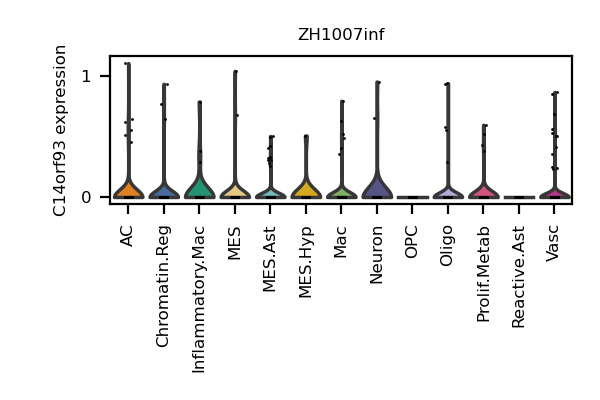 ZH1007inf
C14orf93 expression
1
0
AC
Chromatin.Reg
Inflammatory.Mac
MES
MES.Ast
MES.Hyp
Mac
Neuron
OPC
Oligo
Prolif.Metab
Reactive.Ast
Vasc